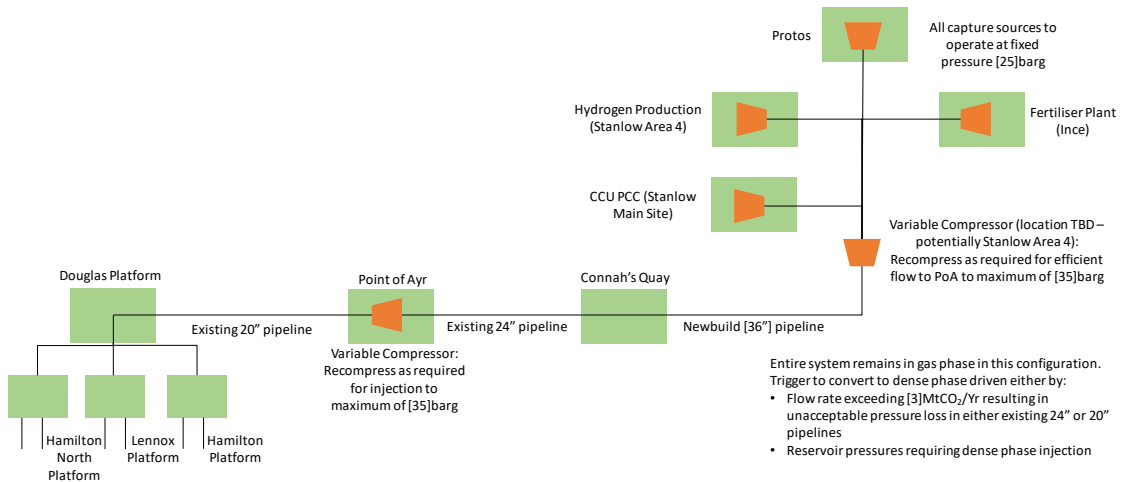 Protos
All capture sources to
operate at fixed
pressure [25]barg
Hydrogen Production
(Stanlow Area 4)
Fertiliser Plant
(Ince)
CCU PCC (Stanlow
Main Site)
Variable Compressor (location TBD –
potentially Stanlow Area 4):
Recompress as required for efficient
flow to PoA to maximum of [35]barg
Douglas Platform
Point of Ayr
Connah’s Quay
Existing 20” pipeline
Existing 24” pipeline
Newbuild [36”] pipeline
Variable Compressor:
Recompress as required
for injection to
maximum of [35]barg
Entire system remains in gas phase in this configuration.
Trigger to convert to dense phase driven either by:
• Flow rate exceeding [3]MtCO₂/Yr resulting in
unacceptable pressure loss in either existing 24” or 20”
pipelines
• Reservoir pressures requiring dense phase injection
Hamilton
North
Platform
Lennox
Platform
Hamilton
Platform